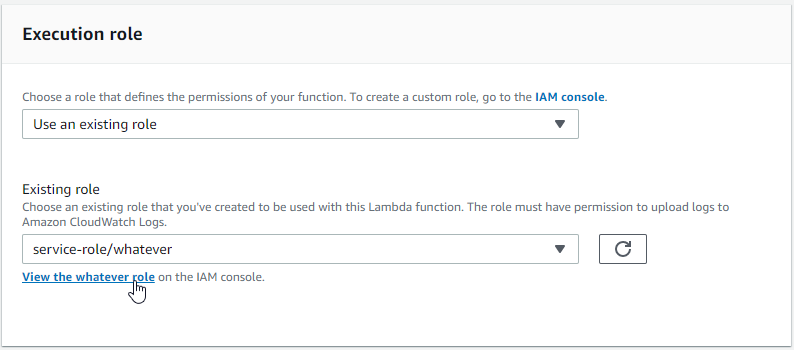 Execution role
Choose a role that defines the permissions of your function. To create a custom role, go to the IAM console.
Use an existing role
Existing role
Choose an existing role that you've created to be used with this Lambda function. The role must have permission to upload logs to
Amazon CloudWatch Logs.
service-role/whatever
View the whatever role on the IAM console.